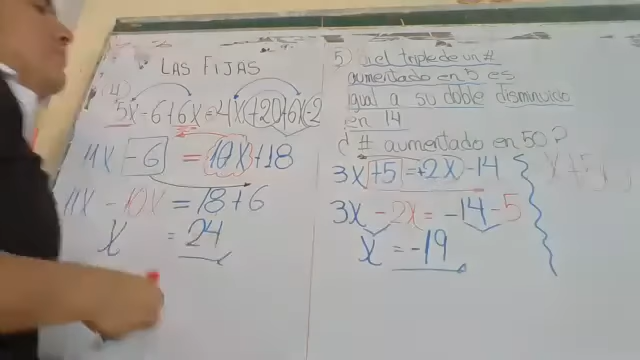 LAS FIJAS
4)
5x-6+6x=4x+20+6x-2
11x -6 = 10x+18
11x - 10x = 18+6
x = 24
5) el triple de un #
aumentado en 5 es
igual a su doble disminuido
en 14
# aumentado en 50?
3x+5=+2x-14
3x-2x=-14-5
x=-19
x+5